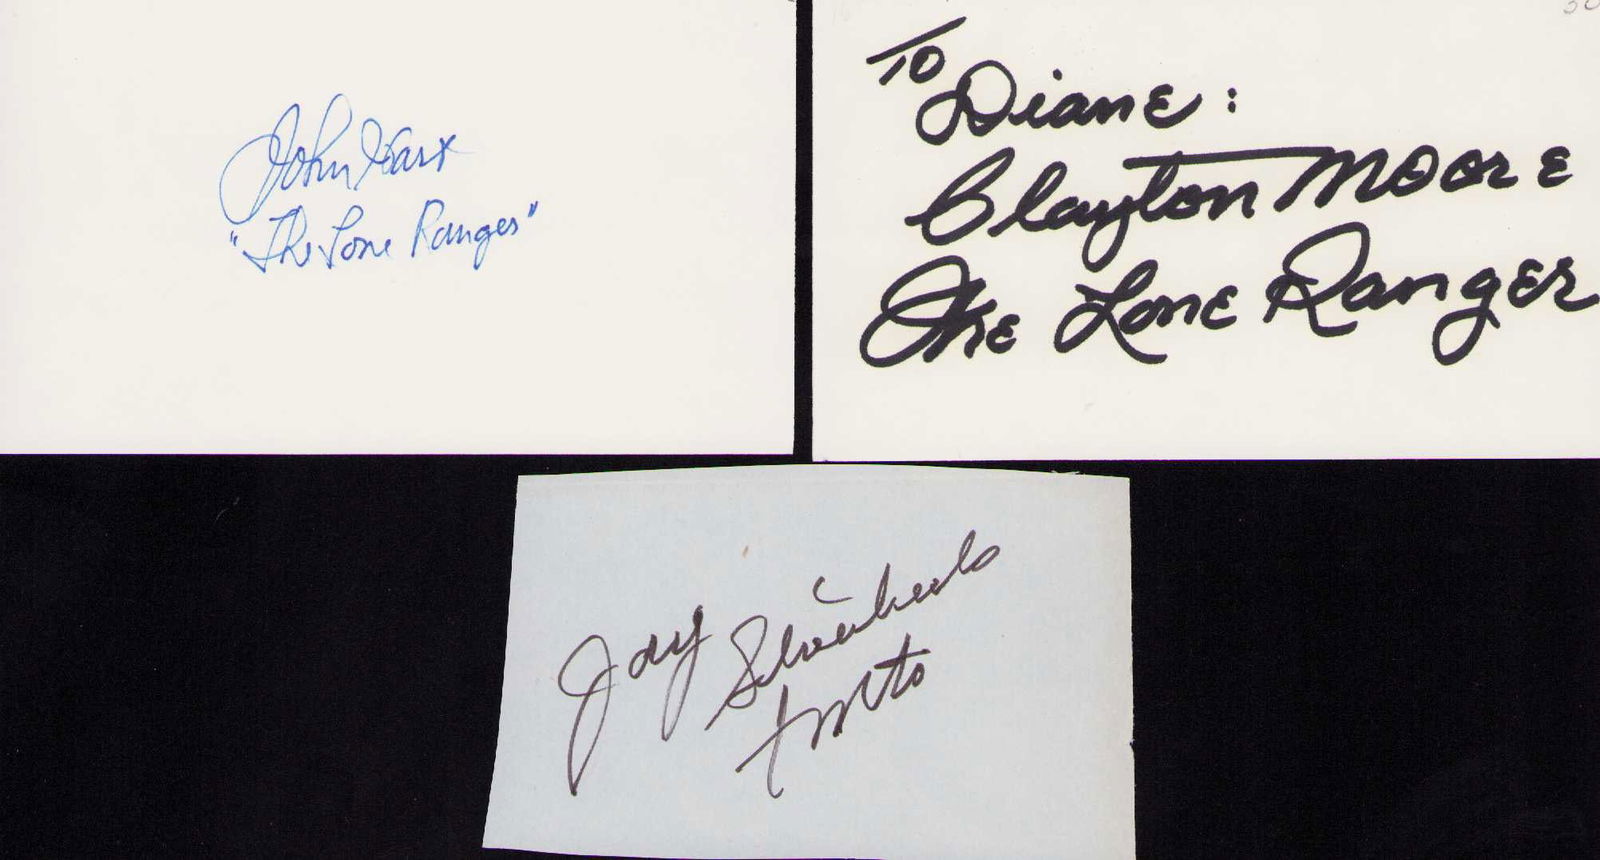 John Hart
"The Lone Ranger"
To
Diane:
Clayton Moore
The Lone Ranger
Jay Silverheels
Tonto